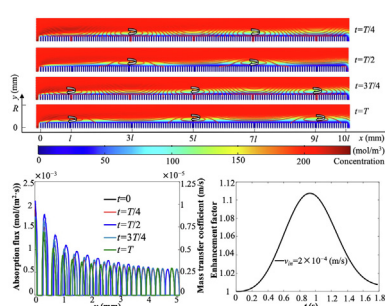 t=T/4
t=T/2
t=3T/4
t=T
y (mm)
R
0
0 l 3l 5l 7l 9l 10l x (mm)
0 50 100 150 200 (mol/m³)
Concentration
×10⁻³ ×10⁻⁵
Absorption flux(mol/(m²·s))
2.5
2
1.5
1
0.5
0
t=0
t=T/4
t=T/2
t=3T/4
t=T
1.25
1
0.75
0.5
0.25
0
Mass transfer coefficient (m/s)
0 1 2 3 4 5
Enhancement factor
1.12
1.1
1.08
1.06
1.04
1.02
1
v_in=2×10⁻⁴ (m/s)
0 0.2 0.4 0.6 0.8 1 1.2 1.4 1.6 1.8